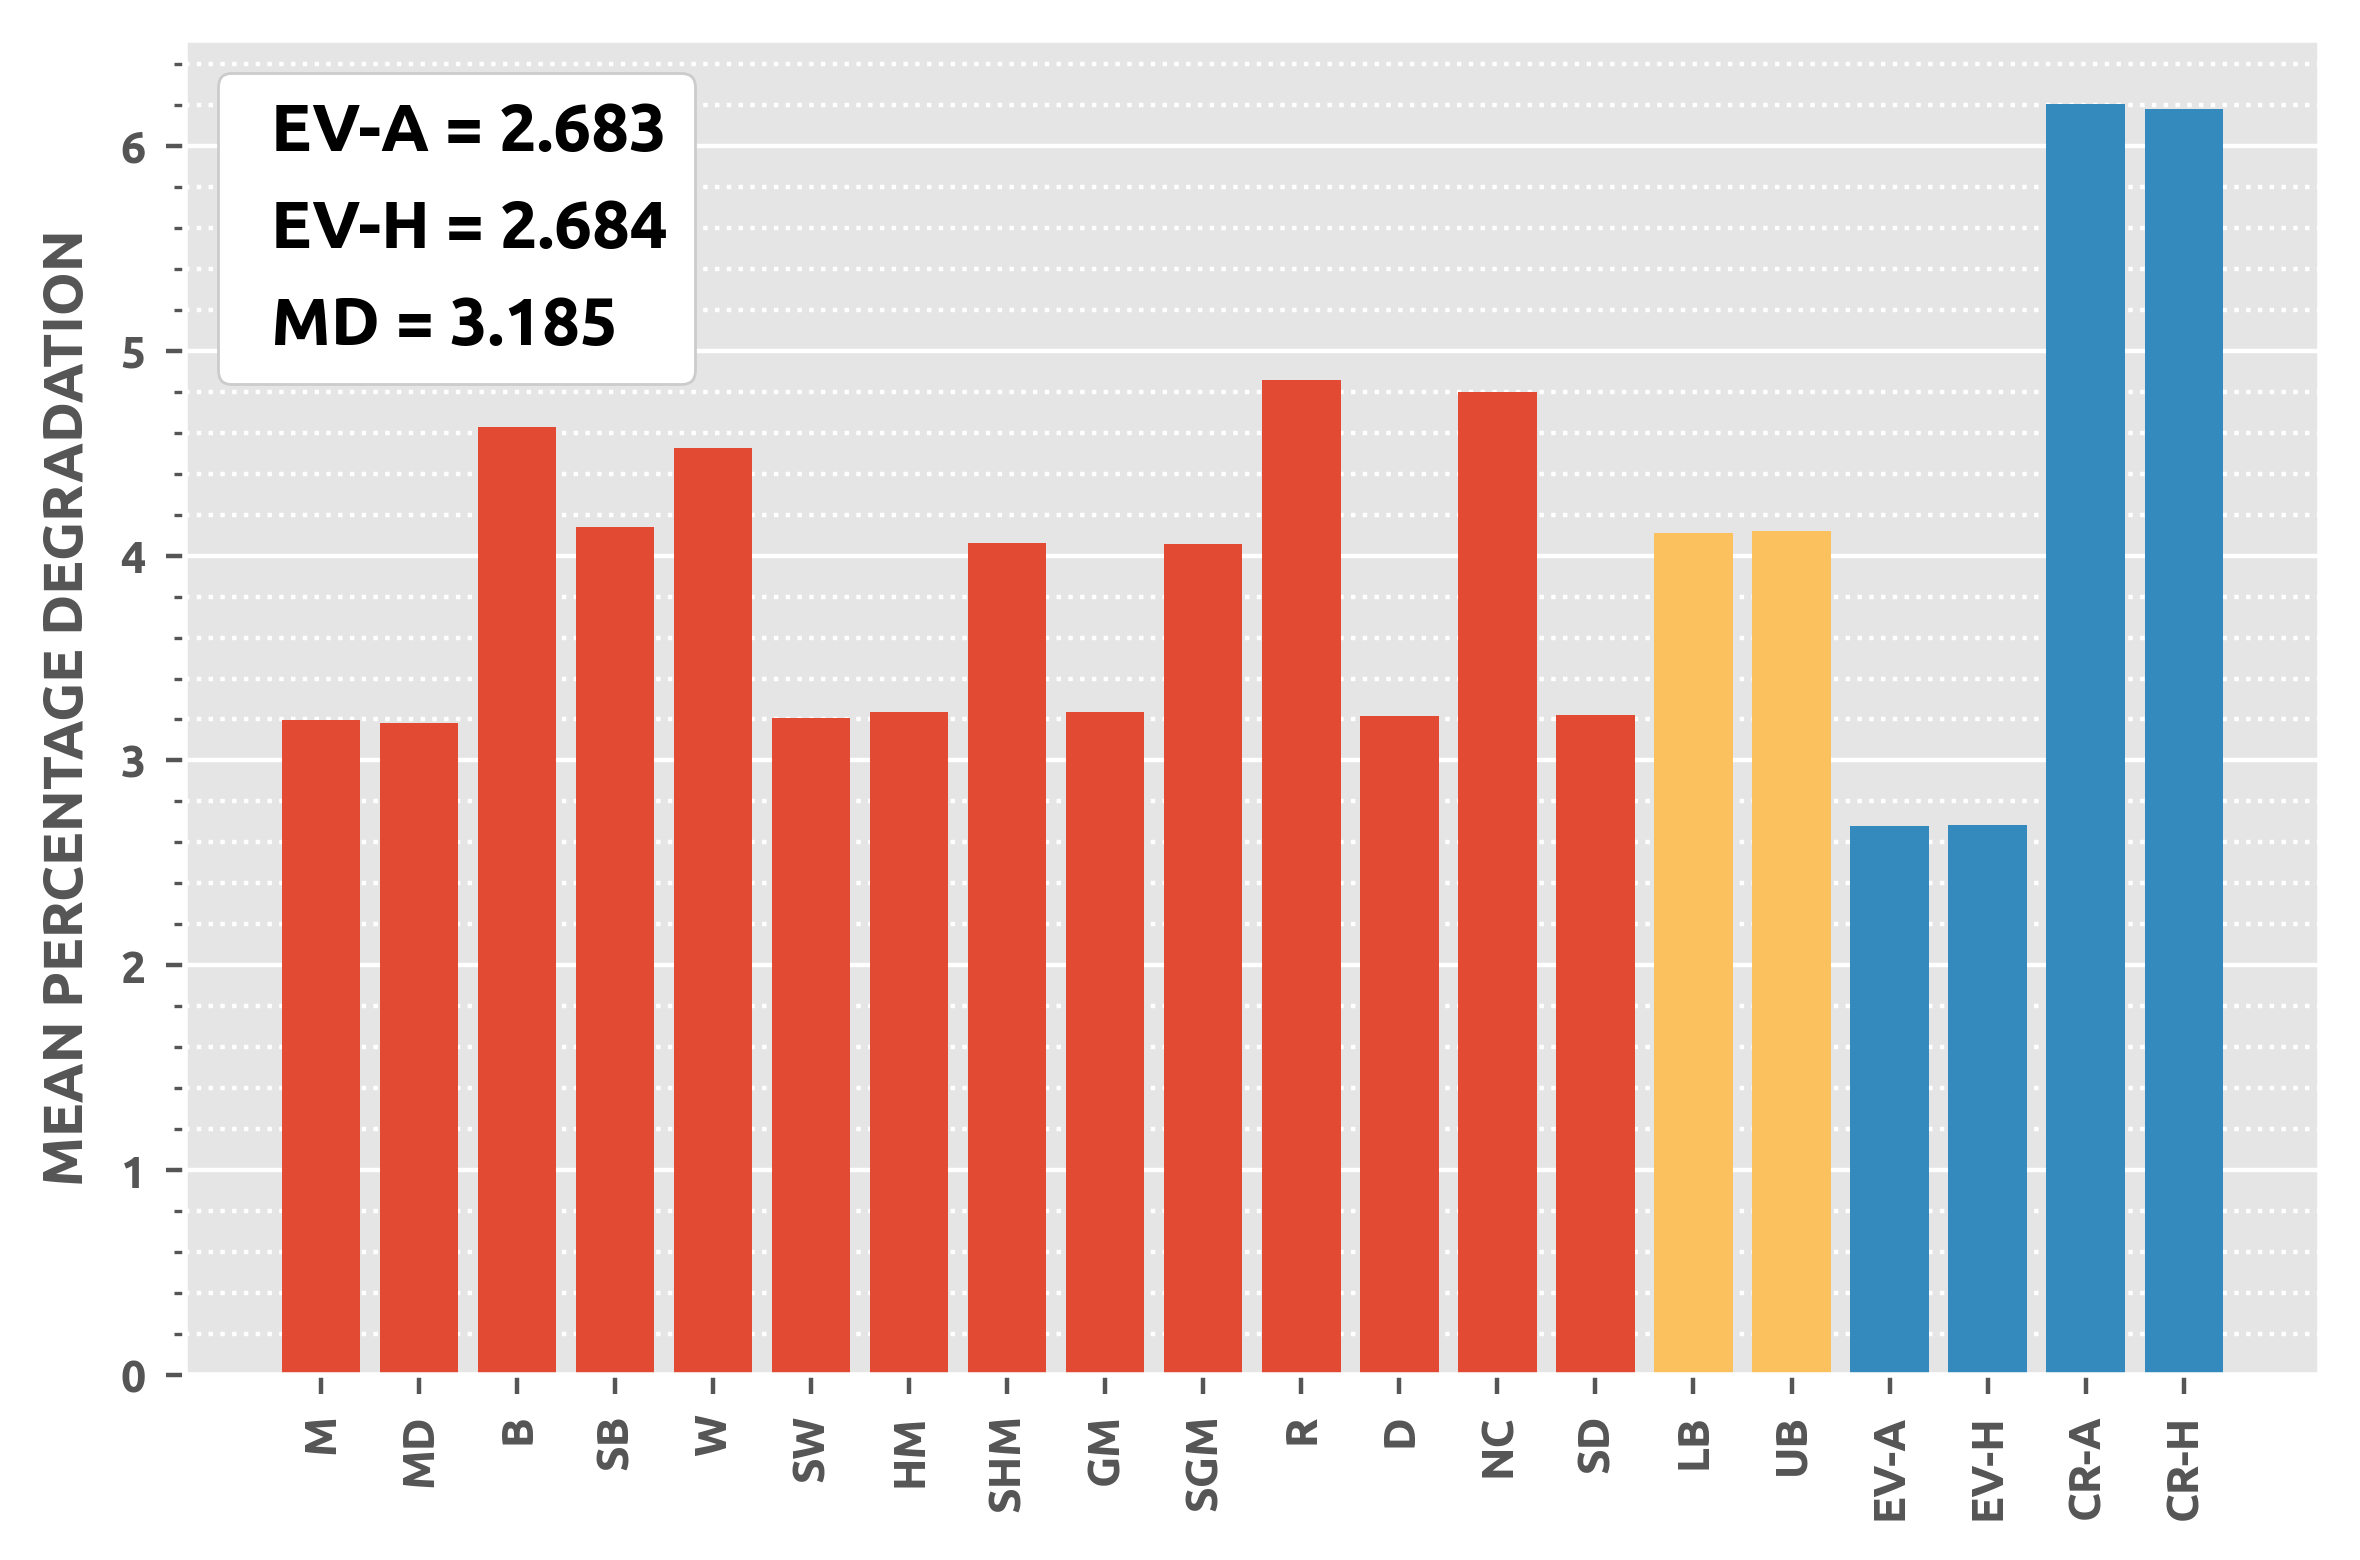 EV-A = 2.683
EV-H = 2.684
MD = 3.185
MEAN PERCENTAGE DEGRADATION
6
5
4
3
2
1
0
M
MD
B
SB
W
SW
HM
SHM
GM
SGM
R
D
NC
SD
LB
UB
EV-A
EV-H
CR-A
CR-H